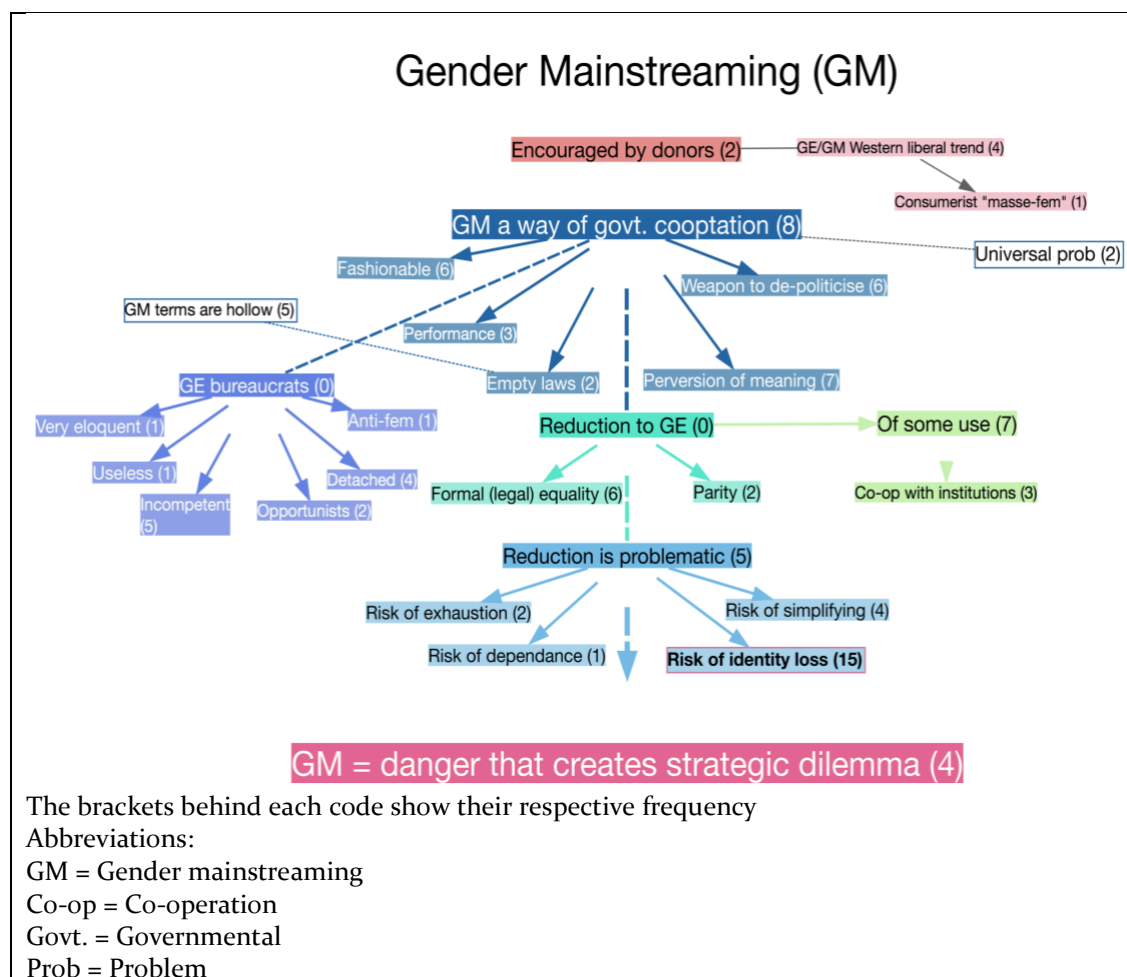 Gender Mainstreaming (GM)
Encouraged by donors (2)
GE/GM Western liberal trend (4)
Consumerist "masse-fem" (1)
GM a way of govt. cooptation (8)
Universal prob (2)
Fashionable (6)
Weapon to de-politicise (6)
GM terms are hollow (5)
Performance (3)
GE bureaucrats (0)
Empty laws (2)
Perversion of meaning (7)
Very eloquent (1)
Anti-fem (1)
Reduction to GE (0)
Of some use (7)
Useless (1)
Detached (4)
Incompetent
(5)
Opportunists (2)
Formal (legal) equality (6)
Parity (2)
Co-op with institutions (3)
Reduction is problematic (5)
Risk of exhaustion (2)
Risk of simplifying (4)
Risk of dependance (1)
Risk of identity loss (15)
GM = danger that creates strategic dilemma (4)
The brackets behind each code show their respective frequency
Abbreviations:
GM = Gender mainstreaming
Co-op = Co-operation
Govt. = Governmental
Prob = Problem